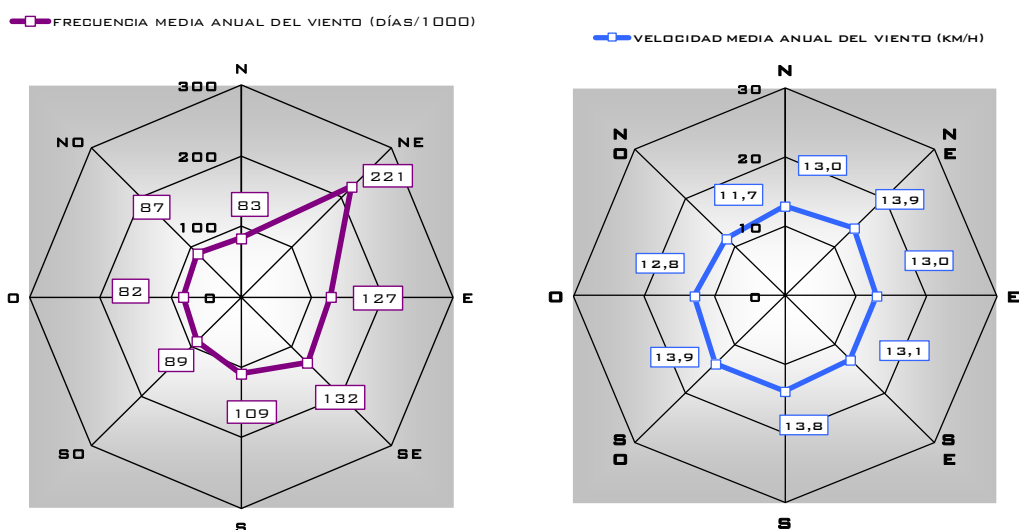 FRECUENCIA MEDIA ANUAL DEL VIENTO (DÍAS/1000)
N
300
NO
NE
200
221
87
83
100
O
82
0
127
E
89
132
109
SO
SE
S
VELOCIDAD MEDIA ANUAL DEL VIENTO (KM/H)
N
30
N
O
N
E
20
13,0
11,7
13,9
10
12,8
13,0
O
0
E
13,9
13,1
13,8
S
O
S
E
S